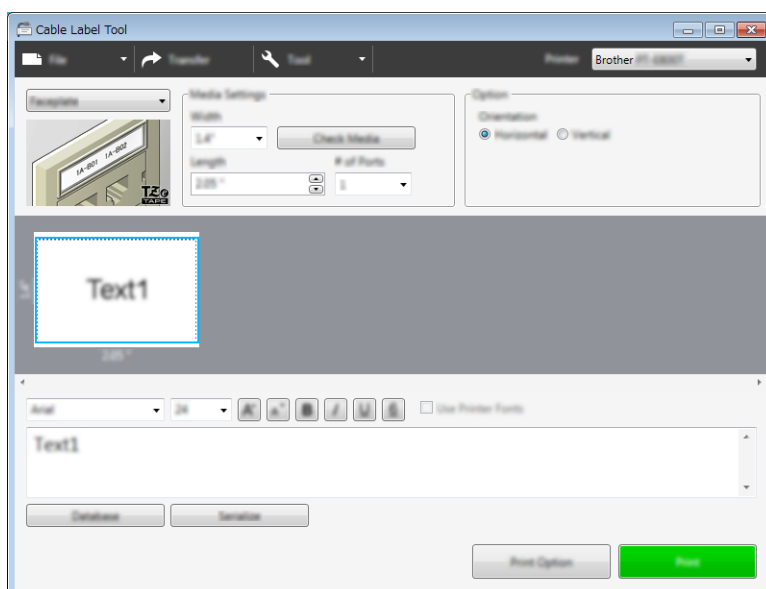 Cable Label Tool
File Transfer Tool Printer Brother
Faceplate
Media Settings
Option
Width
Orientation
1.4"
Check Media
Horizontal Vertical
Length
# of Ports
2.05 "
1
1A-B01 1A-B02
TZe
TAPE
Text1
2.05 "
Arial
24
A
A
B
I
U
Use Printer Fonts
Text1
Database
Serialize
Print Option
Print